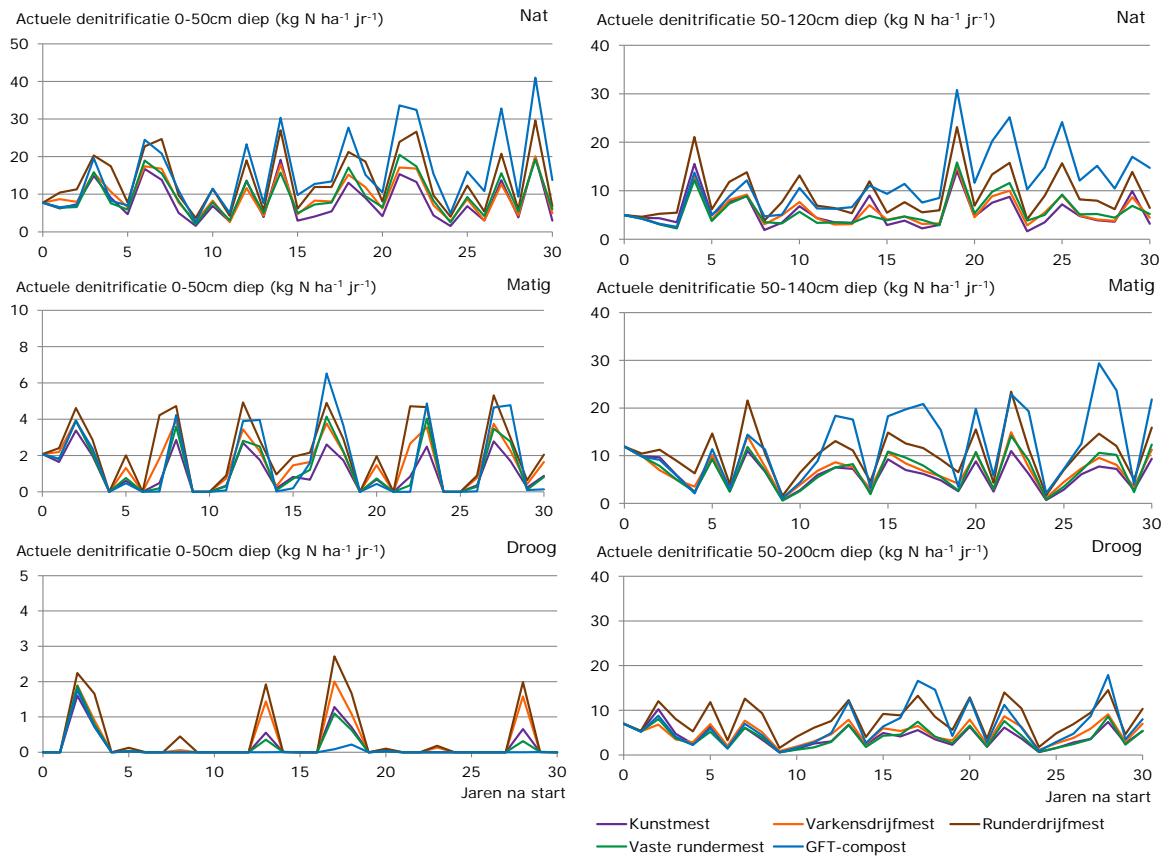 Actuele denitrificatie 0-50cm diep (kg N ha⁻¹ jr⁻¹) Nat
50
40
30
20
10
0
0 5 10 15 20 25 30
Actuele denitrificatie 50-120cm diep (kg N ha⁻¹ jr⁻¹) Nat
40
30
20
10
0
0 5 10 15 20 25 30
Actuele denitrificatie 0-50cm diep (kg N ha⁻¹ jr⁻¹) Matig
10
8
6
4
2
0
0 5 10 15 20 25 30
Actuele denitrificatie 50-140cm diep (kg N ha⁻¹ jr⁻¹) Matig
40
30
20
10
0
0 5 10 15 20 25 30
Actuele denitrificatie 0-50cm diep (kg N ha⁻¹ jr⁻¹) Droog
5
4
3
2
1
0
0 5 10 15 20 25 30
Jaren na start
Actuele denitrificatie 50-200cm diep (kg N ha⁻¹ jr⁻¹) Droog
40
30
20
10
0
0 5 10 15 20 25 30
Jaren na start
Kunstmest Varkensdrijfmest Runderdrijfmest
Vaste rundermest GFT-compost